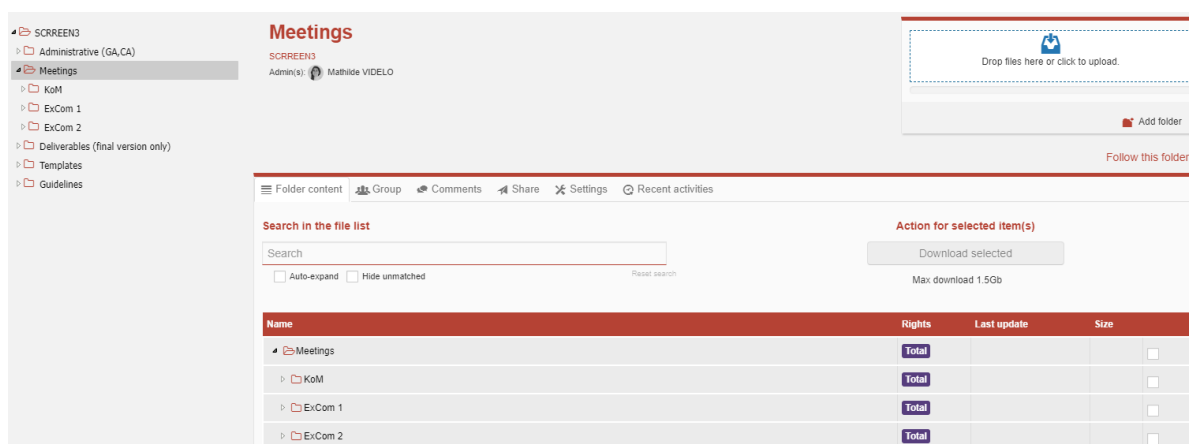 SCRREEN3
Administrative (GA,CA)
Meetings
KoM
ExCom 1
ExCom 2
Deliverables (final version only)
Templates
Guidelines
Meetings
SCRREEN3
Admin(s): Mathilde VIDELO
Drop files here or click to upload.
Add folder
Follow this folder
Folder content Group Comments Share Settings Recent activities
Search in the file list
Search
Auto-expand Hide unmatched Reset search
Action for selected item(s)
Download selected
Max download 1.5Gb
Name Rights Last update Size
Meetings Total
KoM Total
ExCom 1 Total
ExCom 2 Total